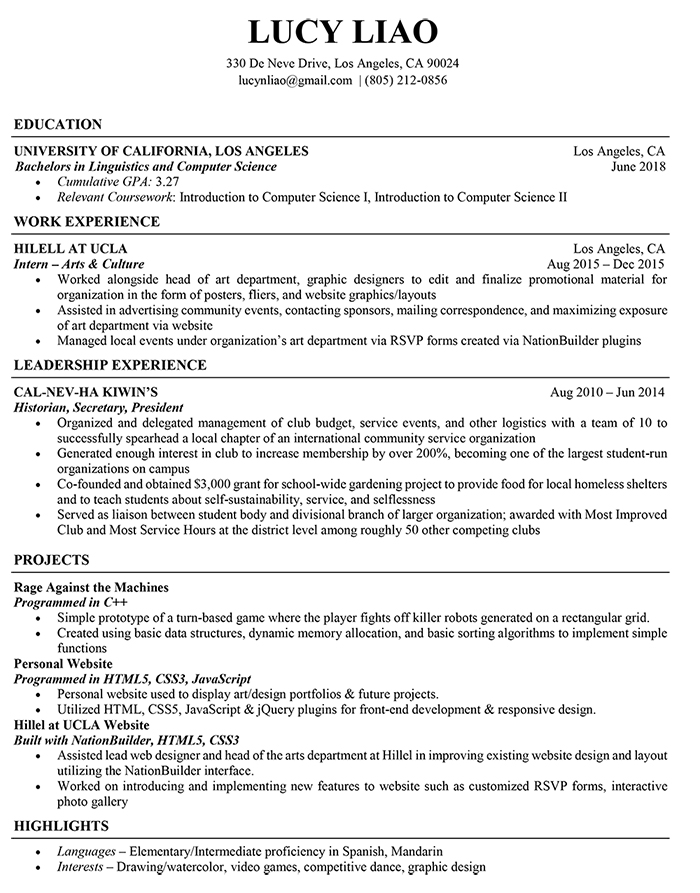 LUCY LIAO
330 De Neve Drive, Los Angeles, CA 90024
lucynliao@gmail.com | (805) 212-0856
EDUCATION
UNIVERSITY OF CALIFORNIA, LOS ANGELES Los Angeles, CA
Bachelors in Linguistics and Computer Science June 2018
• Cumulative GPA: 3.27
• Relevant Coursework: Introduction to Computer Science I, Introduction to Computer Science II
WORK EXPERIENCE
HILELL AT UCLA Los Angeles, CA
Intern – Arts & Culture Aug 2015 – Dec 2015
• Worked alongside head of art department, graphic designers to edit and finalize promotional material for
organization in the form of posters, fliers, and website graphics/layouts
• Assisted in advertising community events, contacting sponsors, mailing correspondence, and maximizing exposure
of art department via website
• Managed local events under organization's art department via RSVP forms created via NationBuilder plugins
LEADERSHIP EXPERIENCE
CAL-NEV-HA KIWIN'S Aug 2010 – Jun 2014
Historian, Secretary, President
• Organized and delegated management of club budget, service events, and other logistics with a team of 10 to
successfully spearhead a local chapter of an international community service organization
• Generated enough interest in club to increase membership by over 200%, becoming one of the largest student-run
organizations on campus
• Co-founded and obtained $3,000 grant for school-wide gardening project to provide food for local homeless shelters
and to teach students about self-sustainability, service, and selflessness
• Served as liaison between student body and divisional branch of larger organization; awarded with Most Improved
Club and Most Service Hours at the district level among roughly 50 other competing clubs
PROJECTS
Rage Against the Machines
Programmed in C++
• Simple prototype of a turn-based game where the player fights off killer robots generated on a rectangular grid.
• Created using basic data structures, dynamic memory allocation, and basic sorting algorithms to implement simple
functions
Personal Website
Programmed in HTML5, CSS3, JavaScript
• Personal website used to display art/design portfolios & future projects.
• Utilized HTML, CSS5, JavaScript & jQuery plugins for front-end development & responsive design.
Hillel at UCLA Website
Built with NationBuilder, HTML5, CSS3
• Assisted lead web designer and head of the arts department at Hillel in improving existing website design and layout
utilizing the NationBuilder interface.
• Worked on introducing and implementing new features to website such as customized RSVP forms, interactive
photo gallery
HIGHLIGHTS
• Languages – Elementary/Intermediate proficiency in Spanish, Mandarin
• Interests – Drawing/watercolor, video games, competitive dance, graphic design